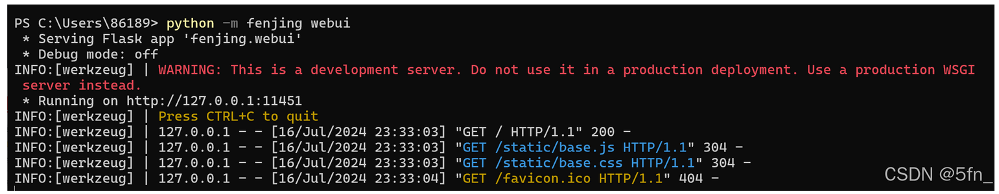 PS C:\Users\86189> python -m fenjing webui
 * Serving Flask app 'fenjing.webui'
 * Debug mode: off
INFO:[werkzeug] | WARNING: This is a development server. Do not use it in a production deployment. Use a production WSGI
 server instead.
 * Running on http://127.0.0.1:11451
INFO:[werkzeug] | Press CTRL+C to quit
INFO:[werkzeug] | 127.0.0.1 - - [16/Jul/2024 23:33:03] "GET / HTTP/1.1" 200 -
INFO:[werkzeug] | 127.0.0.1 - - [16/Jul/2024 23:33:03] "GET /static/base.js HTTP/1.1" 304 -
INFO:[werkzeug] | 127.0.0.1 - - [16/Jul/2024 23:33:03] "GET /static/base.css HTTP/1.1" 304 -
INFO:[werkzeug] | 127.0.0.1 - - [16/Jul/2024 23:33:04] "GET /favicon.ico HTTP/1.1" 404 -
CSDN @5fn_